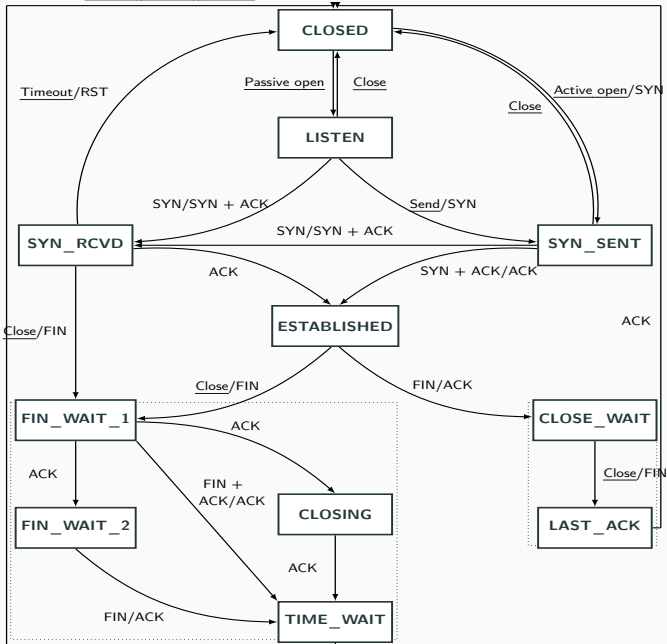 CLOSED
Timeout/RST
Passive open
Close
Active open/SYN
Close
LISTEN
SYN/SYN + ACK
Send/SYN
SYN_RCVD
SYN/SYN + ACK
SYN_SENT
ACK
SYN + ACK/ACK
ESTABLISHED
ACK
Close/FIN
Close/FIN
FIN/ACK
FIN_WAIT_1
ACK
CLOSE_WAIT
ACK
FIN +
ACK/ACK
Close/FIN
CLOSING
FIN_WAIT_2
LAST_ACK
ACK
FIN/ACK
TIME_WAIT